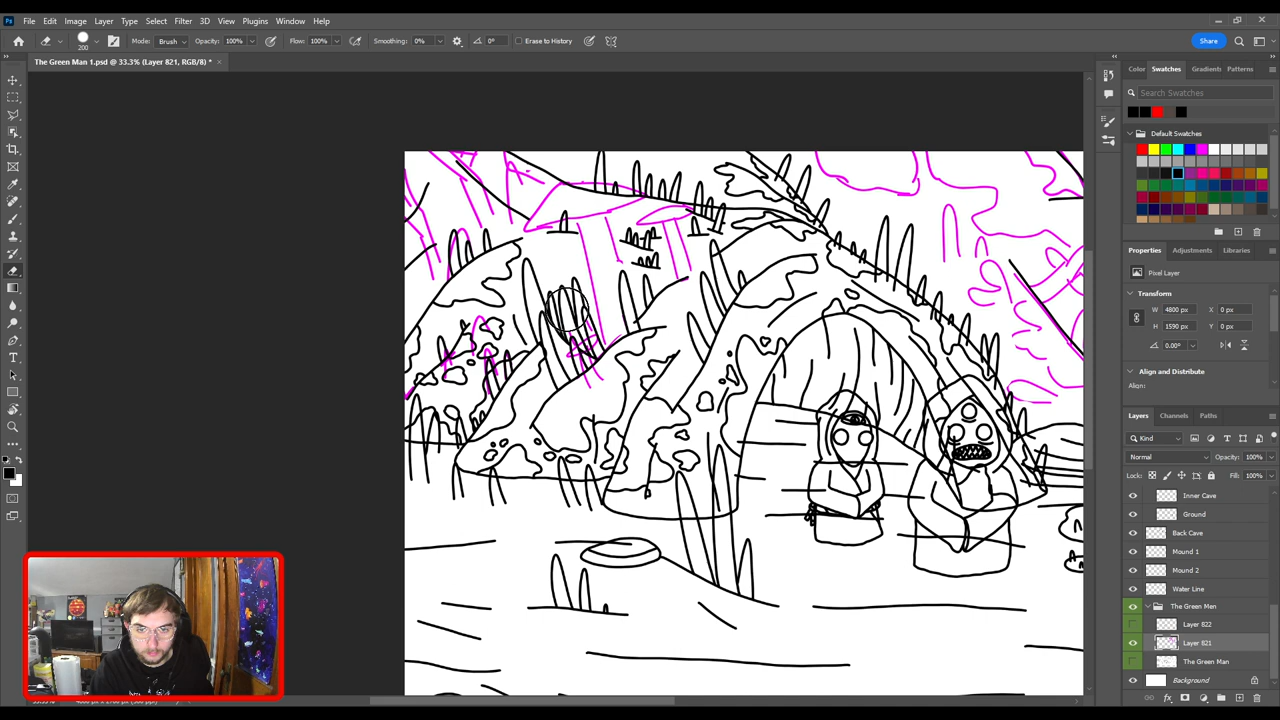 Ps File Edit Image Layer Type Select Filter 3D View Plugins Window Help
200 Mode: Brush Opacity: 100% Flow: 100% Smoothing: 0% 0° Erase to History Share
The Green Man 1.psd @ 33.3% (Layer 821, RGB/8) * ×
Color Swatches Gradients Patterns
Search Swatches
Default Swatches
Properties Adjustments Libraries
Pixel Layer
Transform
W 4800 px X 0 px
H 1590 px Y 0 px
0.00°
Align and Distribute
Align:
Layers Channels Paths
Kind
Normal Opacity: 100%
Lock: Fill: 100%
Inner Cave
Ground
Back Cave
Mound 1
Mound 2
Water Line
The Green Men
Layer 822
Layer 821
The Green Man
Background